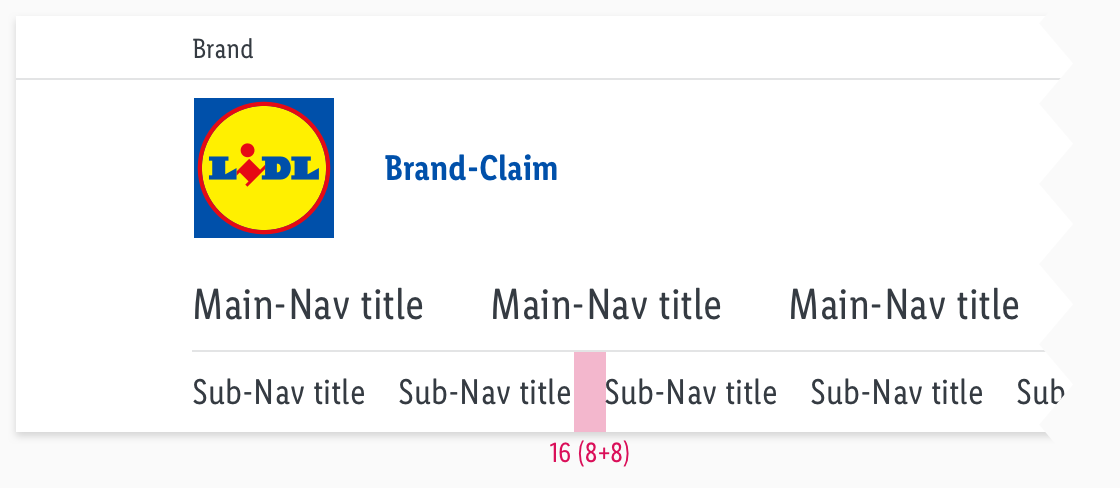 Brand
LiDL
Brand-Claim
Main-Nav title Main-Nav title Main-Nav title
Sub-Nav title Sub-Nav title Sub-Nav title Sub-Nav title Sub
16 (8+8)